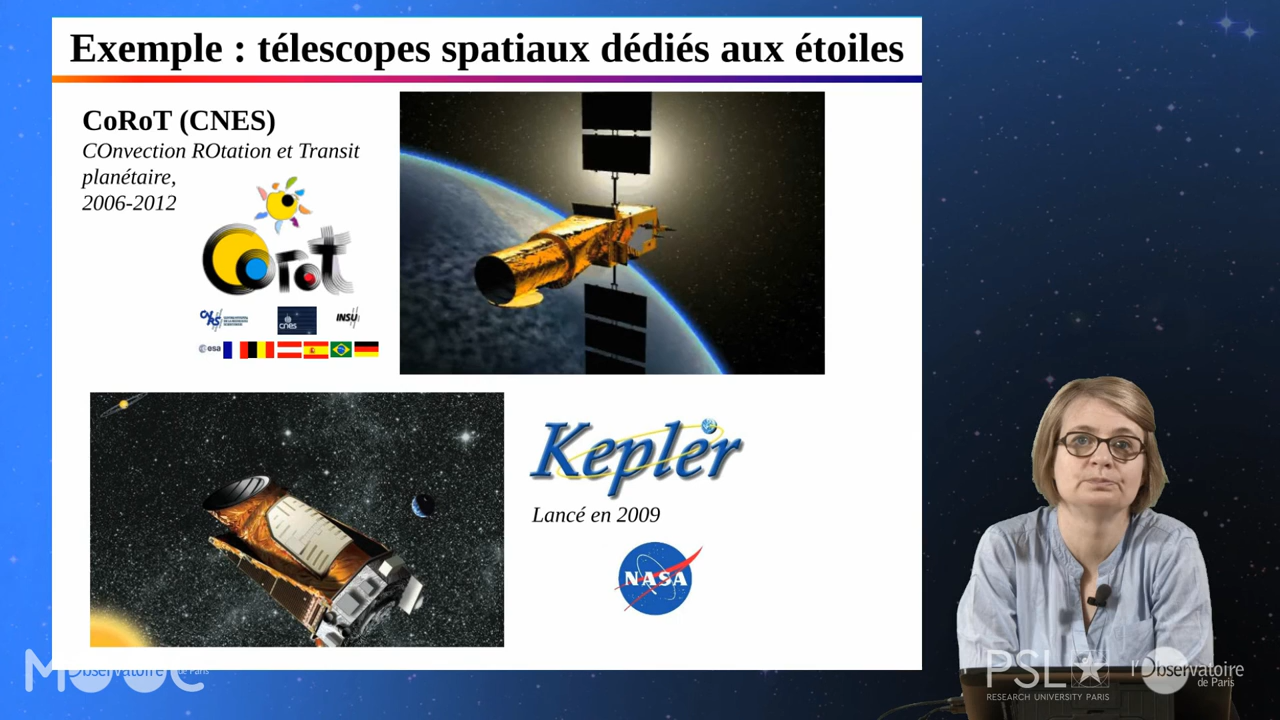 Exemple : télescopes spatiaux dédiés aux étoiles
CoRoT (CNES)
COnvection ROtation et Transit
planétaire,
2006-2012
Corot
cnes
INSU
esa
Kepler
Lancé en 2009
NASA
MOOC
Observatoire de Paris
PSL
RESEARCH UNIVERSITY PARIS
l'Observatoire
de Paris